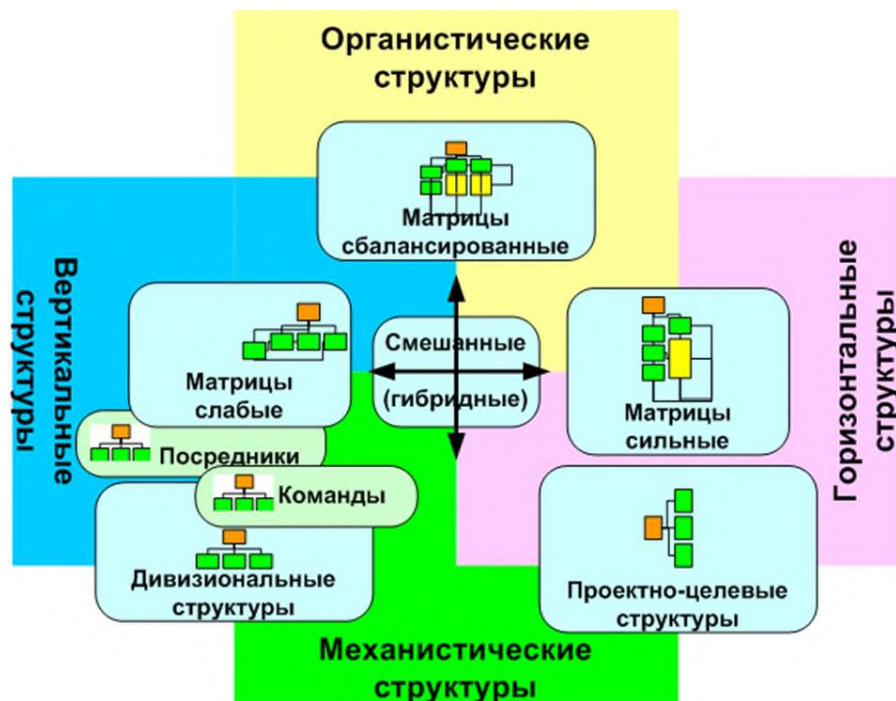 Органистические
структуры
Матрицы
сбалансированные
Вертикальные
структуры
Горизонтальные
структуры
Смешанные
(гибридные)
Матрицы
слабые
Матрицы
сильные
Посредники
Команды
Дивизиональные
структуры
Проектно-целевые
структуры
Механистические
структуры